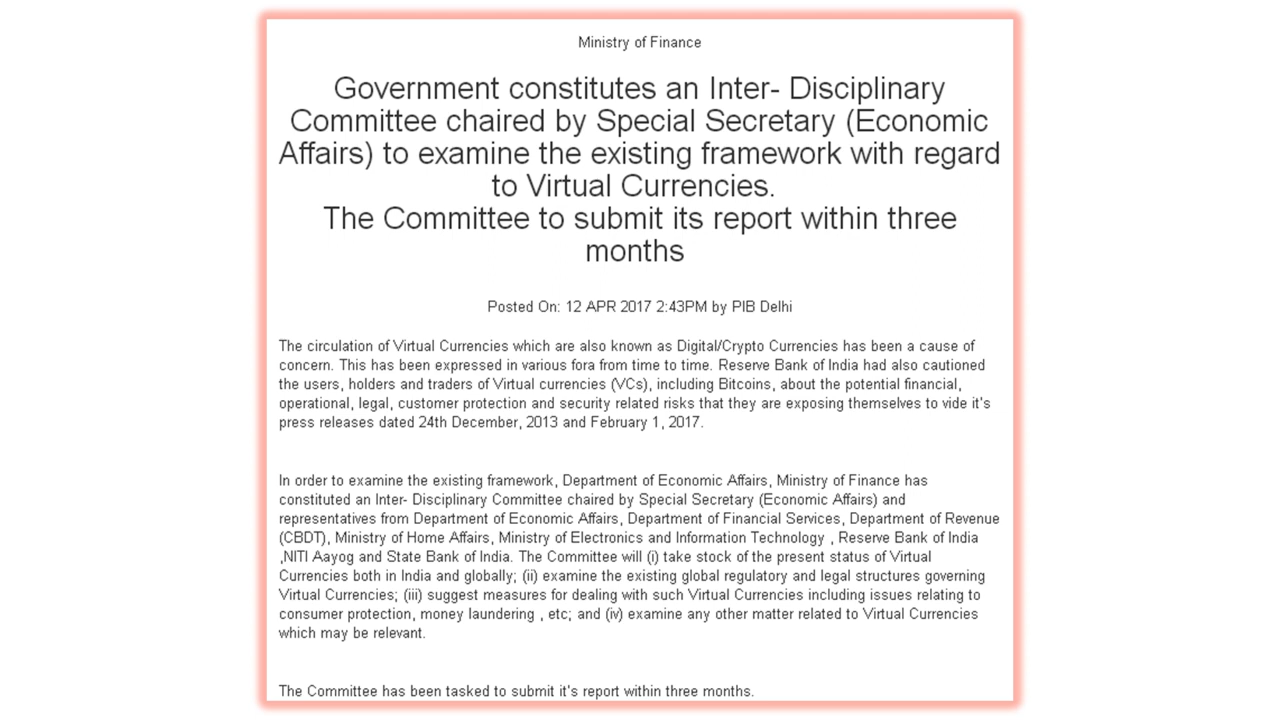 Ministry of Finance
Government constitutes an Inter- Disciplinary
Committee chaired by Special Secretary (Economic
Affairs) to examine the existing framework with regard
to Virtual Currencies.
The Committee to submit its report within three
months
Posted On: 12 APR 2017 2:43PM by PIB Delhi
The circulation of Virtual Currencies which are also known as Digital/Crypto Currencies has been a cause of
concern. This has been expressed in various fora from time to time. Reserve Bank of India had also cautioned
the users, holders and traders of Virtual currencies (VCs), including Bitcoins, about the potential financial,
operational, legal, customer protection and security related risks that they are exposing themselves to vide it's
press releases dated 24th December, 2013 and February 1, 2017.
In order to examine the existing framework, Department of Economic Affairs, Ministry of Finance has
constituted an Inter- Disciplinary Committee chaired by Special Secretary (Economic Affairs) and
representatives from Department of Economic Affairs, Department of Financial Services, Department of Revenue
(CBDT), Ministry of Home Affairs, Ministry of Electronics and Information Technology , Reserve Bank of India
,NITI Aayog and State Bank of India. The Committee will (i) take stock of the present status of Virtual
Currencies both in India and globally; (ii) examine the existing global regulatory and legal structures governing
Virtual Currencies; (iii) suggest measures for dealing with such Virtual Currencies including issues relating to
consumer protection, money laundering , etc; and (iv) examine any other matter related to Virtual Currencies
which may be relevant.
The Committee has been tasked to submit it's report within three months.